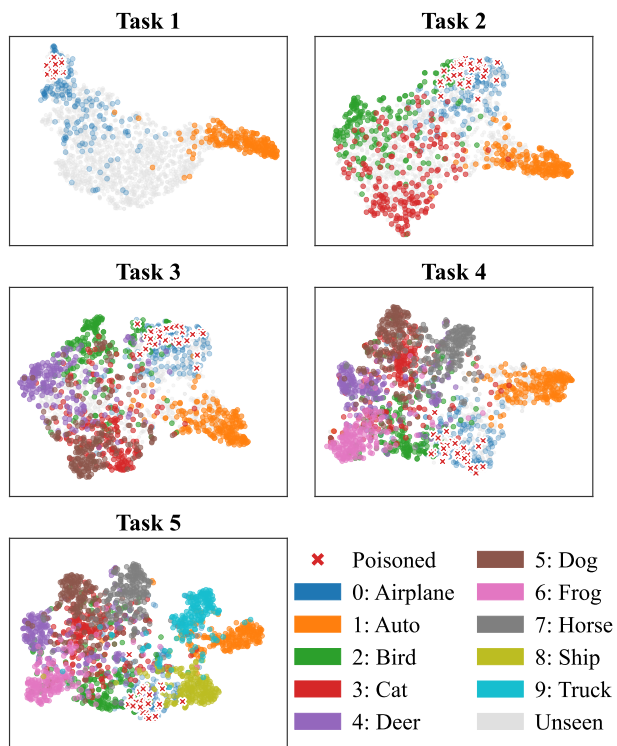 Task 1
Task 2
Task 3
Task 4
Task 5
Poisoned
0: Airplane
1: Auto
2: Bird
3: Cat
4: Deer
5: Dog
6: Frog
7: Horse
8: Ship
9: Truck
Unseen